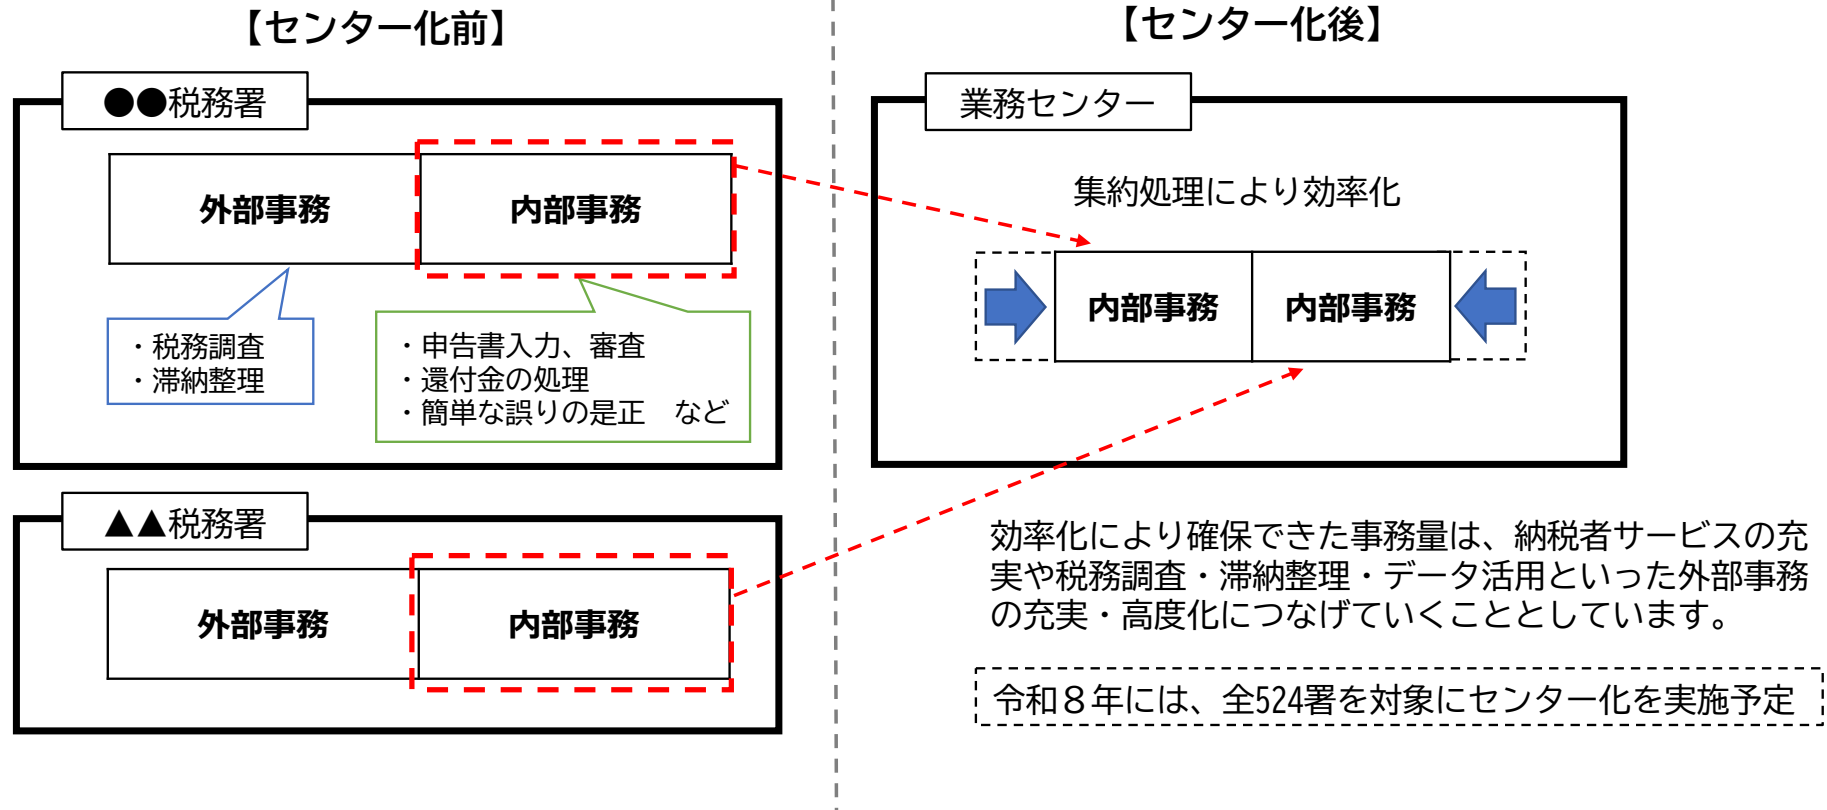 【センター化前】
●●税務署
外部事務
内部事務
・税務調査
・滞納整理
・申告書入力、審査
・還付金の処理
・簡単な誤りの是正　など
▲▲税務署
外部事務
内部事務
【センター化後】
業務センター
集約処理により効率化
内部事務
内部事務
効率化により確保できた事務量は、納税者サービスの充
実や税務調査・滞納整理・データ活用といった外部事務
の充実・高度化につなげていくこととしています。
令和８年には、全524署を対象にセンター化を実施予定